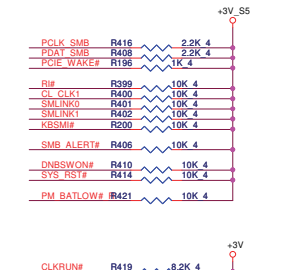 +3V_S5
PCLK_SMB R416 2.2K_4
PDAT_SMB R408 2.2K_4
PCIE_WAKE# R196 1K_4
RI# R399 10K_4
CL_CLK1 R400 10K_4
SMLINK0 R401 10K_4
SMLINK1 R402 10K_4
KBSMI# R200 10K_4
SMB_ALERT# R406 10K_4
DNBSWON# R410 10K_4
SYS_RST# R414 10K_4
PM_BATLOW# R421 10K_4
+3V
CLKRUN# R419 8.2K_4